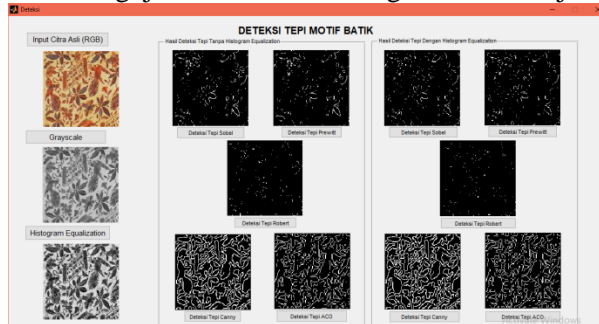 Deteksi
DETEKSI TEPI MOTIF BATIK
Input Citra Asli (RGB)
Grayscale
Histogram Equalization
Hasil Deteksi Tepi Tanpa Histogram Equalization
Deteksi Tepi Sobel
Deteksi Tepi Prewitt
Deteksi Tepi Robert
Deteksi Tepi Canny
Deteksi Tepi ACO
Hasil Deteksi Tepi Dengan Histogram Equalization
Deteksi Tepi Sobel
Deteksi Tepi Prewitt
Deteksi Tepi Robert
Deteksi Tepi Canny
Deteksi Tepi ACO
Activate Windows